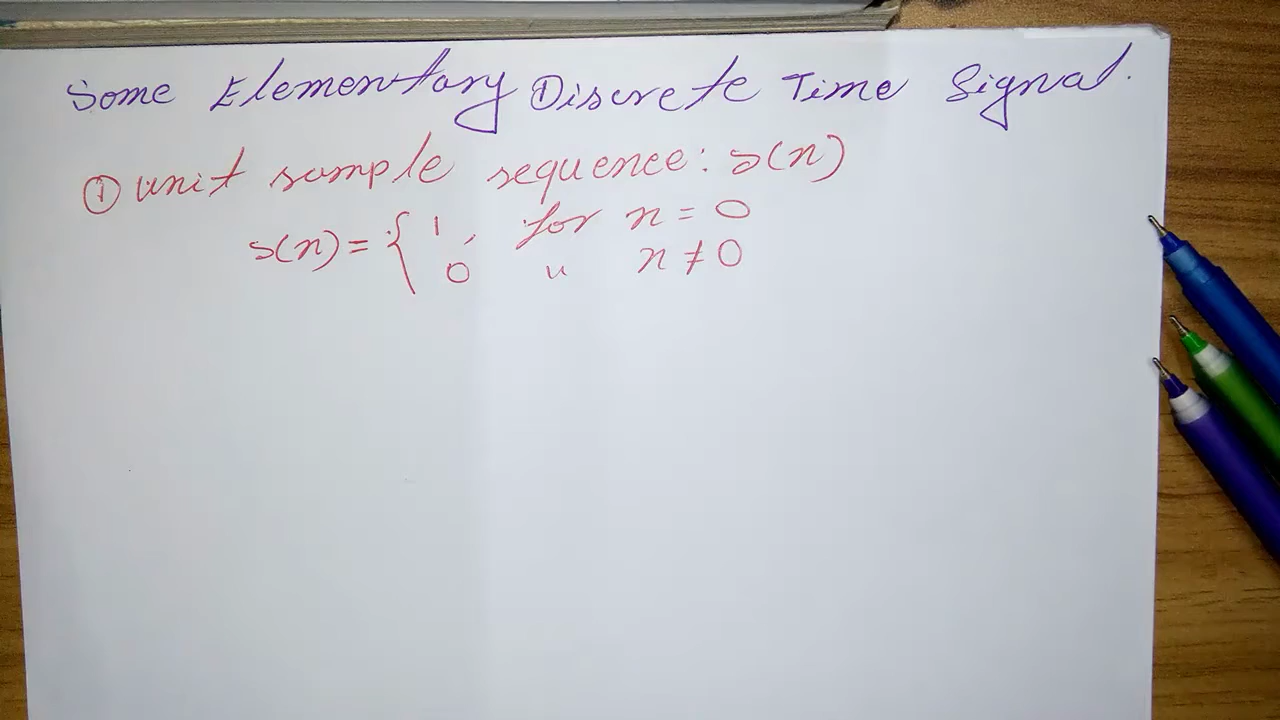 Some Elementary Discrete Time Signal.
① unit sample sequence: δ(n)
δ(n) = { 1, for n = 0
0 " n ≠ 0